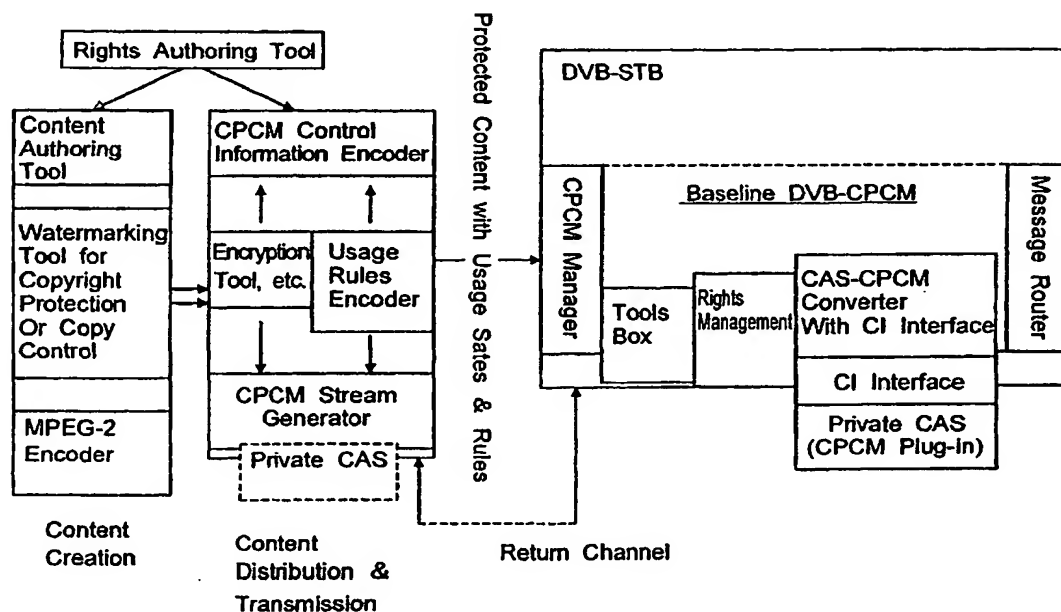 Rights Authoring Tool
Content
Authoring
Tool
Watermarking
Tool for
Copyright
Protection
Or Copy
Control
MPEG-2
Encoder
Content
Creation
CPCM Control
Information Encoder
Encryption
Tool, etc.
Usage
Rules
Encoder
CPCM Stream
Generator
Private CAS
Content
Distribution &
Transmission
Protected Content with Usage Sates & Rules
Return Channel
DVB-STB
CPCM Manager
Baseline DVB-CPCM
Tools
Box
Rights
Management
CAS-CPCM
Converter
With CI Interface
CI Interface
Private CAS
(CPCM Plug-in)
Message Router